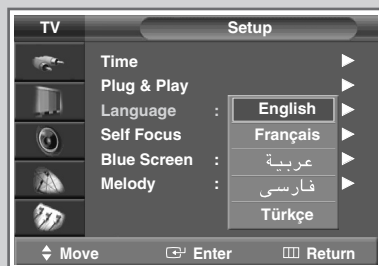 TV Setup
Time
Plug & Play
Language : English
Self Focus Français
Blue Screen : عربية
Melody : فارسی
Türkçe
Move Enter Return